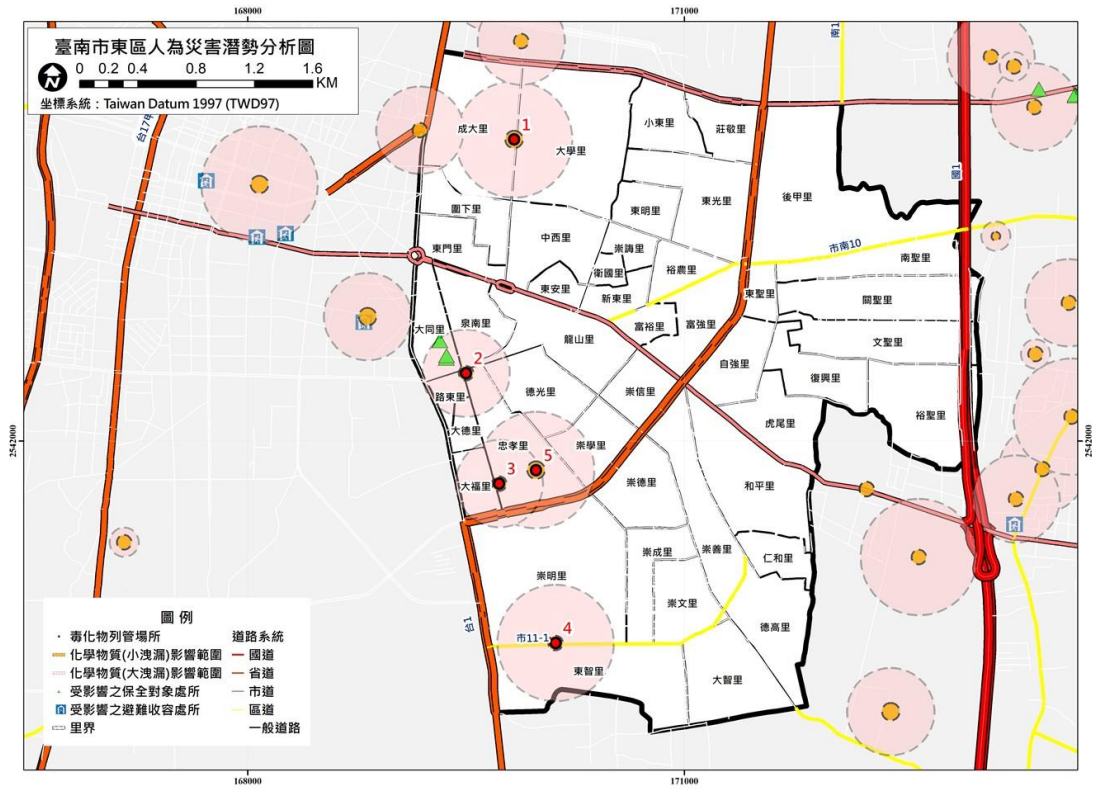 168000
171000
臺南市東區人為災害潛勢分析圖
0 0.2 0.4 0.8 1.2 1.6
KM
N
坐標系統：Taiwan Datum 1997 (TWD97)
台17甲
南1
國1
成大里
1
大學里
小東里
莊敬里
圍下里
東明里
東光里
後甲里
東門里
中西里
崇誨里
市南10
南聖里
衛國里
裕農里
東安里
新東里
東聖里
關聖里
大同里
泉南里
龍山里
富裕里
富強里
文聖里
2
自強里
復興里
路東里
德光里
崇信里
裕聖里
大德里
虎尾里
忠孝里
崇學里
2542000
2542000
5
3
大福里
崇德里
和平里
崇成里
崇善里
仁和里
崇明里
崇文里
台1
市11-1
4
德高里
東智里
大智里
圖例
毒化物列管場所
化學物質(小洩漏)影響範圍
化學物質(大洩漏)影響範圍
受影響之保全對象處所
受影響之避難收容處所
里界
道路系統
國道
省道
市道
區道
一般道路
168000
171000